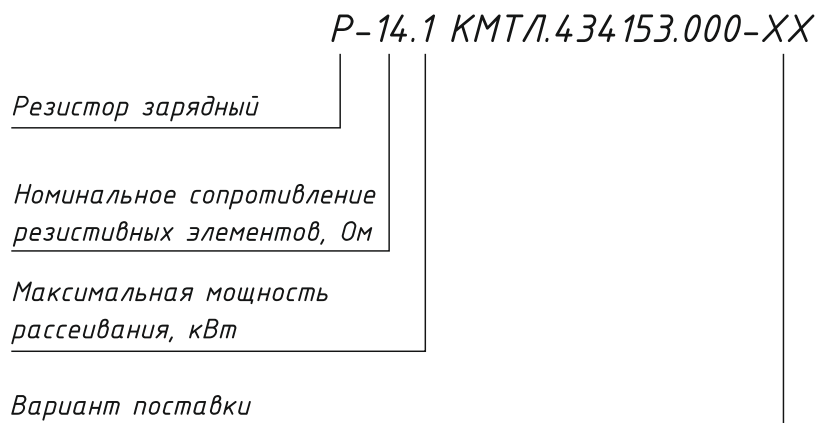 Р-14.1 КМТЛ.434153.000-ХХ
Резистор зарядный
Номинальное сопротивление
резистивных элементов, Ом
Максимальная мощность
рассеивания, кВт
Вариант поставки